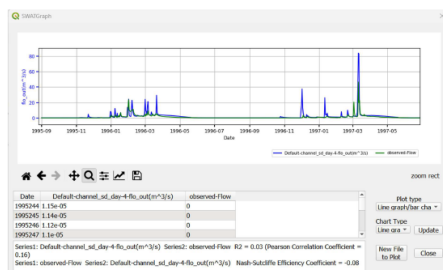 SWATGraph
80
60
40
20
0
flo_out(m^3/s)
1995-09 1995-11 1996-01 1996-03 1996-05 1996-07 1996-09 1996-11 1997-01 1997-03 1997-05
Date
Default-channel_sd_day-4-flo_out(m^3/s) observed-Flow
zoom rect
Date Default-channel_sd_day-4-flo_out(m^3/s) observed-Flow
1995244 1.15e-05 0
1995245 1.14e-05 0
1995246 1.12e-05 0
1995247 1.1e-05 0
Plot type
Line graph/bar cha
Chart Type
Line gra Update
New File to Plot Close
Series1: Default-channel_sd_day-4-flo_out(m^3/s) Series2: observed-Flow R2 = 0.03 (Pearson Correlation Coefficient =
0.16)
Series1: observed-Flow Series2: Default-channel_sd_day-4-flo_out(m^3/s) Nash-Sutcliffe Efficiency Coefficient = -0.08